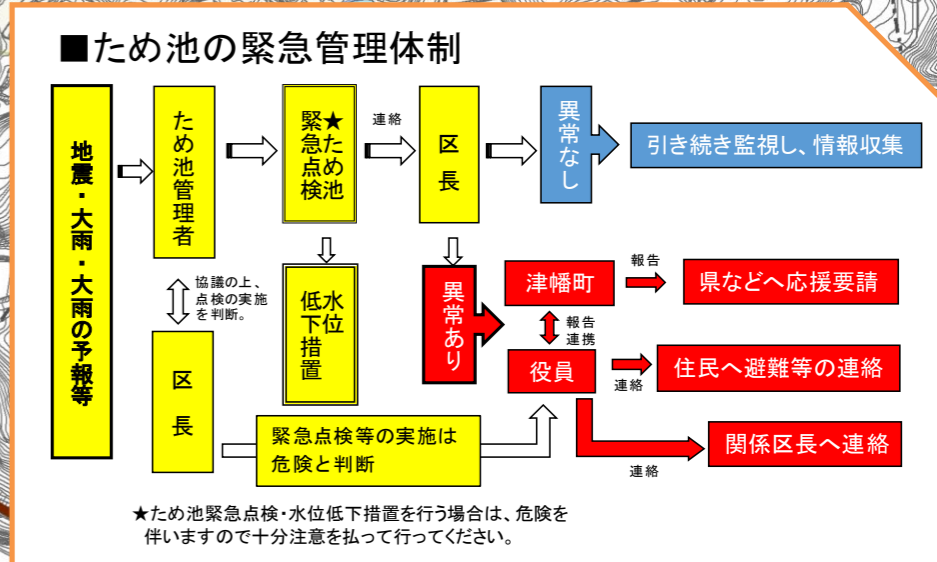 ■ため池の緊急管理体制
地震・大雨・大雨の予報等
ため池管理者
★ため池
緊急点検
連絡
区長
異常なし
引き続き監視し、情報収集
協議の上、
点検の実施
を判断。
区長
水位
低下措置
異常あり
津幡町
報告
県などへ応援要請
報告
連携
役員
連絡
住民へ避難等の連絡
緊急点検等の実施は
危険と判断
連絡
関係区長へ連絡
★ため池緊急点検・水位低下措置を行う場合は、危険を
伴いますので十分注意を払って行ってください。